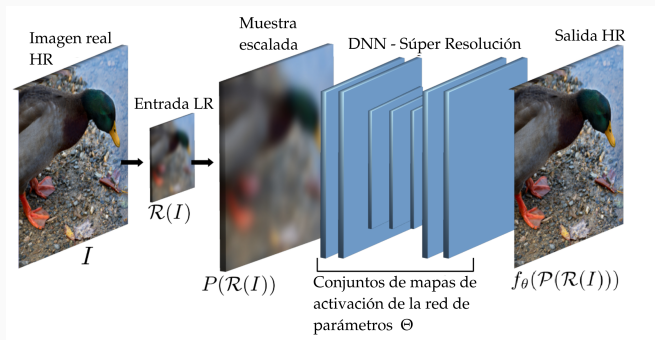 Imagen real
HR
Entrada LR
Muestra
escalada
DNN - Súper Resolución
Salida HR
I
R(I)
P(R(I))
f_θ(P(R(I)))
Conjuntos de mapas de
activación de la red de
parámetros Θ